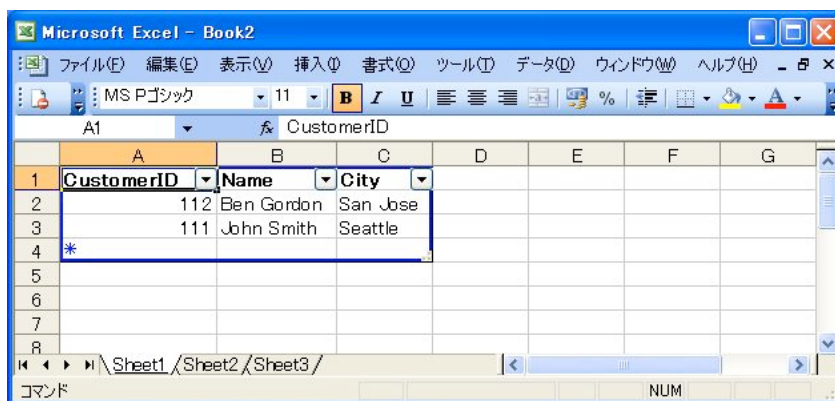 Microsoft Excel - Book2
ファイル(F) 編集(E) 表示(V) 挿入(I) 書式(O) ツール(T) データ(D) ウィンドウ(W) ヘルプ(H)
MS Pゴシック 11 B I U % A
A1 fx CustomerID
A B C D E F G
1 CustomerID Name City
2 112 Ben Gordon San Jose
3 111 John Smith Seattle
4 *
5
6
7
8
Sheet1 / Sheet2 / Sheet3 /
コマンド NUM